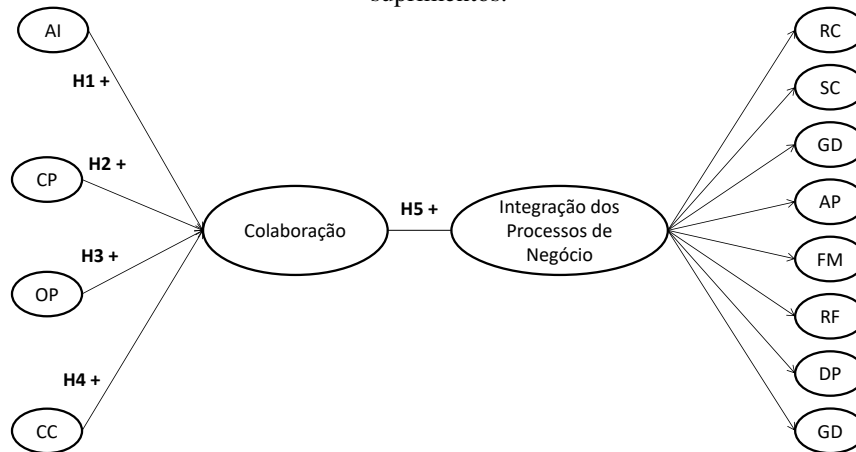 suprimentos.
AI
H1 +
CP
H2 +
H3 +
OP
H4 +
CC
Colaboração
H5 +
Integração dos
Processos de
Negócio
RC
SC
GD
AP
FM
RF
DP
GD